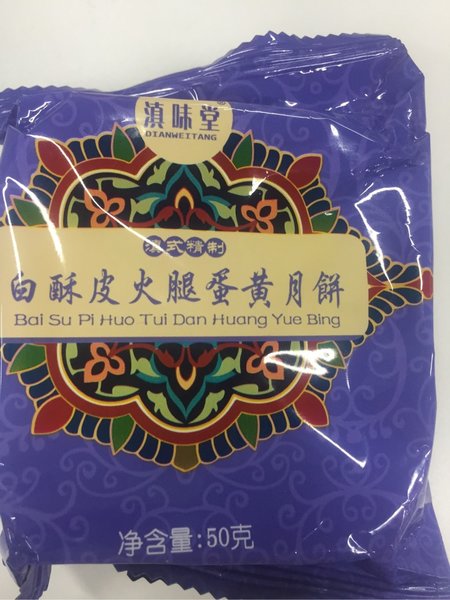 滇味堂
DIANWEITANG
滇式精制
白酥皮火腿蛋黄月餅
Bai Su Pi Huo Tui Dan Huang Yue Bing
净含量:50克